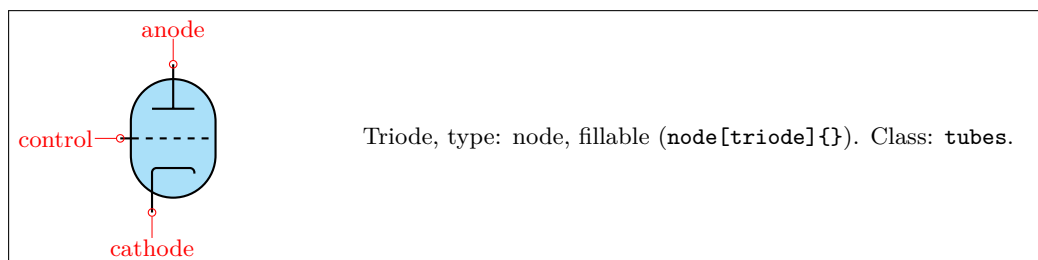 anode
control
Triode, type: node, fillable (node[triode]{}). Class: tubes.
cathode